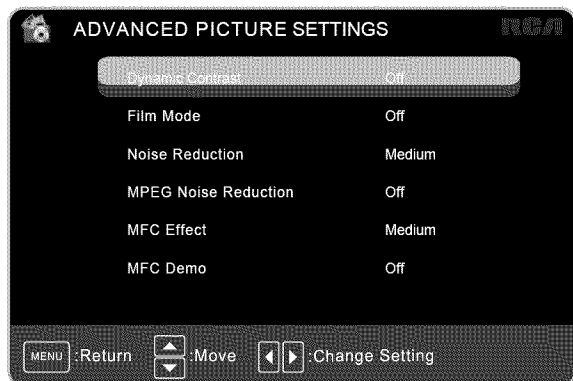 ADVANCED PICTURE SETTINGS RCA
Dynamic Contrast Off
Film Mode Off
Noise Reduction Medium
MPEG Noise Reduction Off
MFC Effect Medium
MFC Demo Off
MENU :Return :Move :Change Setting